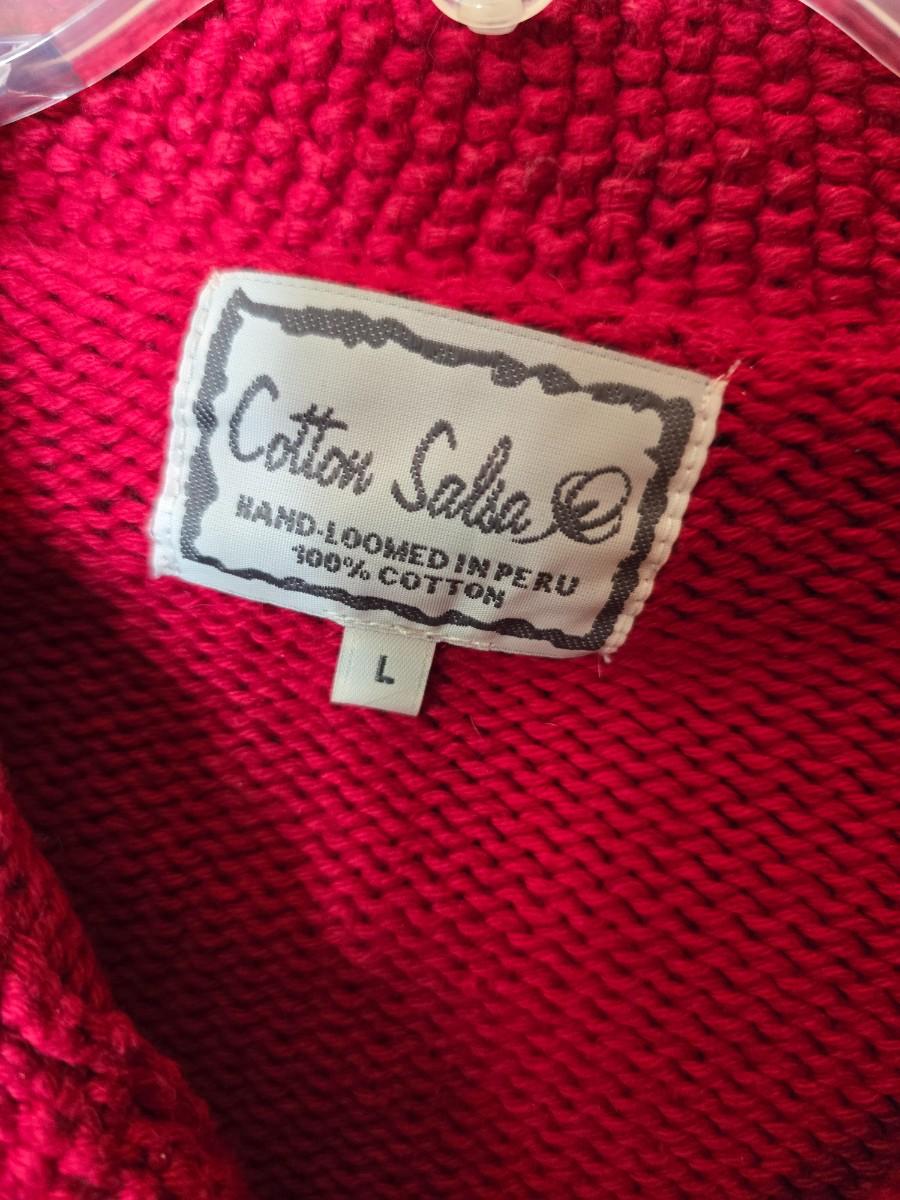 Cotton Salsa
HAND-LOOMED IN PERU
100% COTTON
L